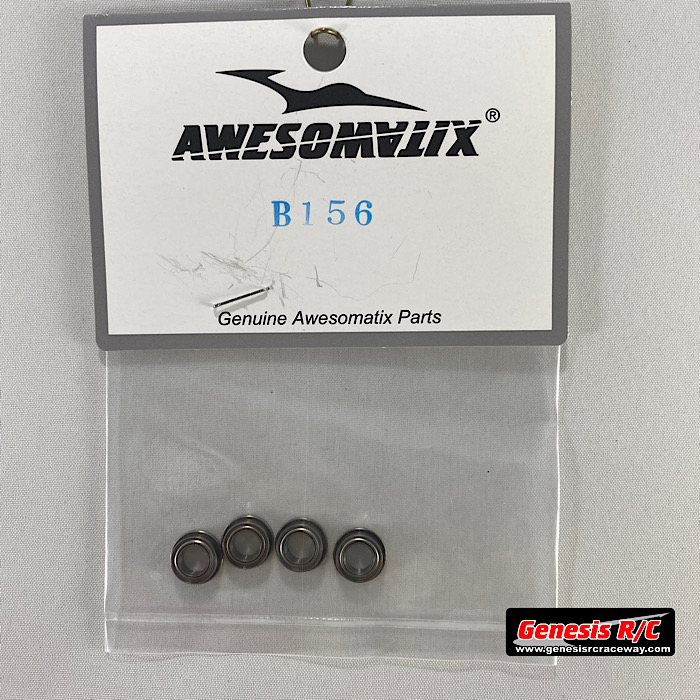 AWESOMATIX®
B156
Genuine Awesomatix Parts
Genesis R/C
www.genesisrcraceway.com